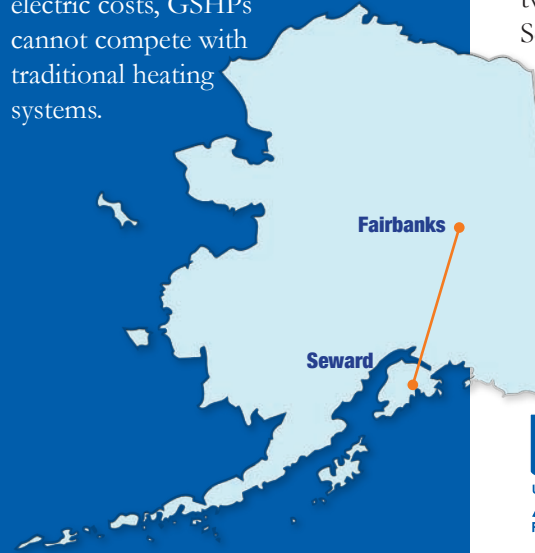 electric costs, GSHPs
cannot compete with
traditional heating
systems.
Fairbanks
Seward